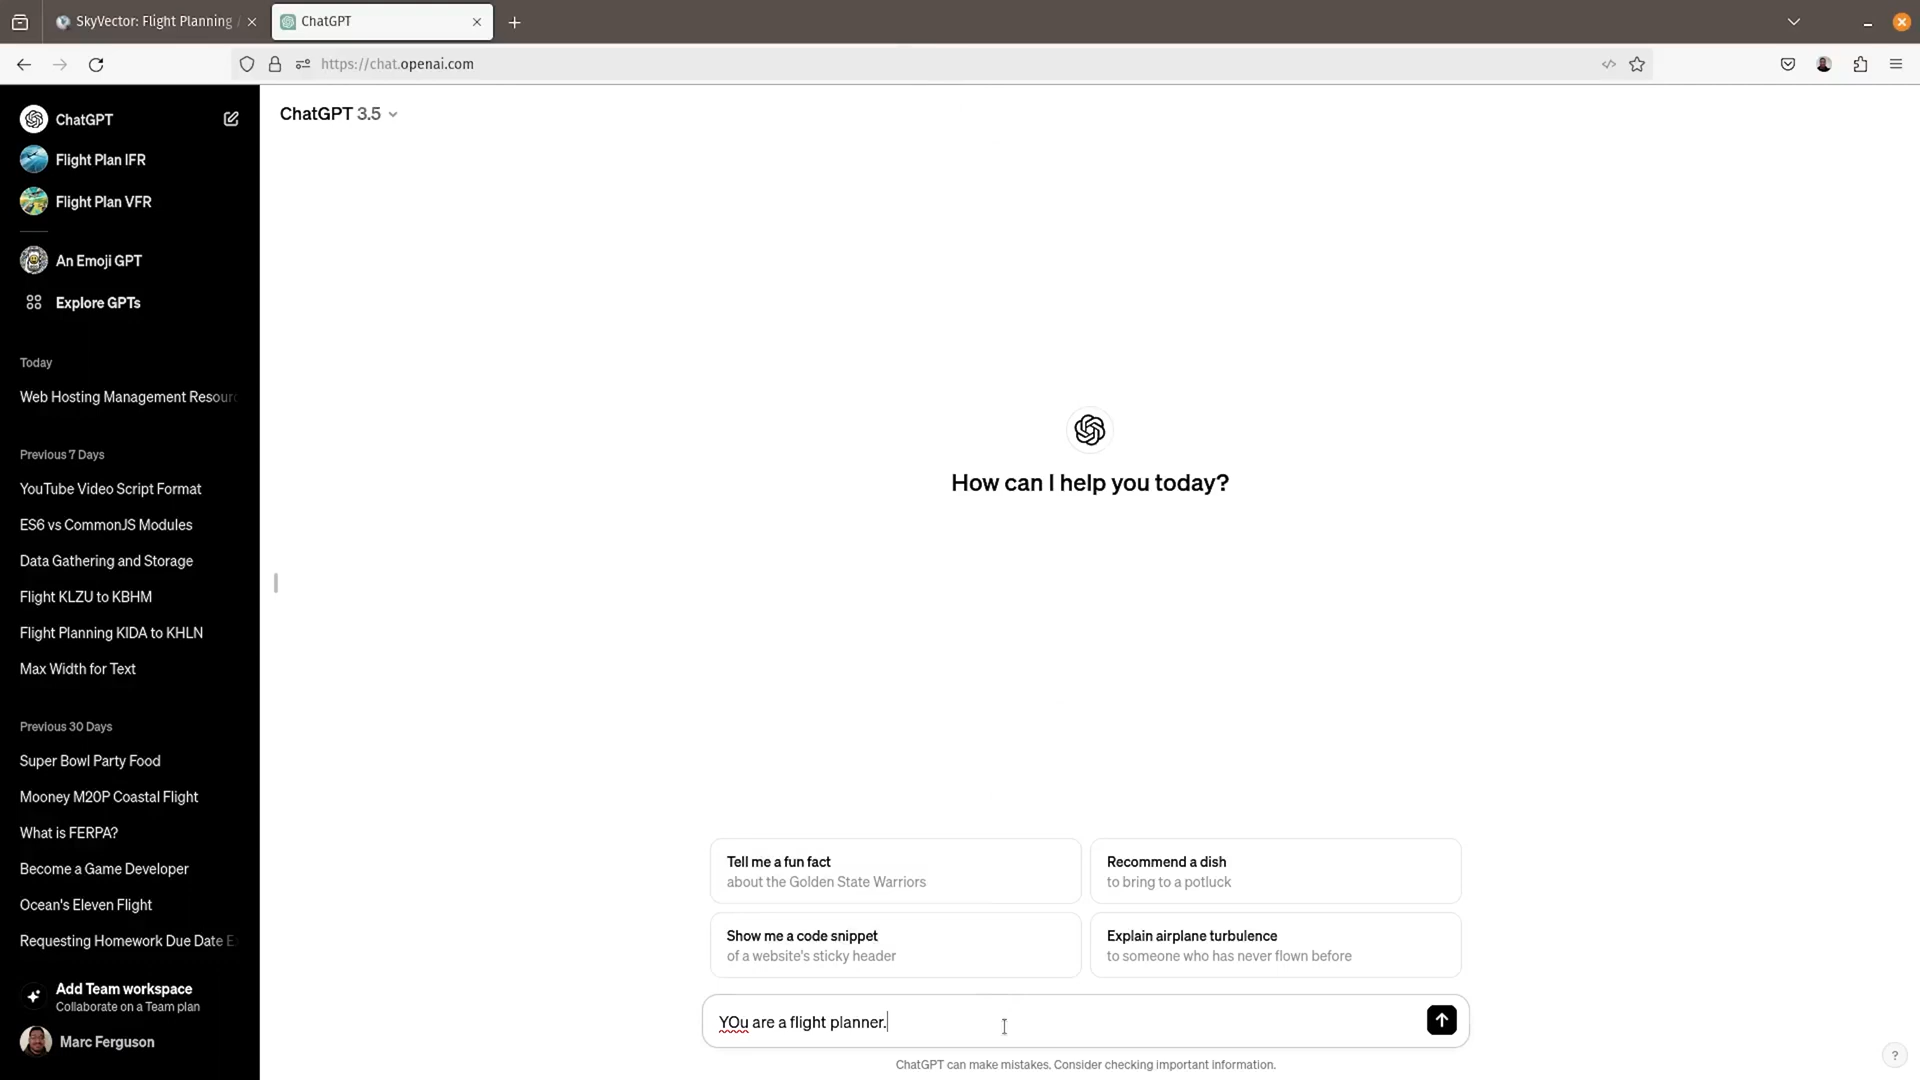 SkyVector: Flight Planning /
ChatGPT
https://chat.openai.com
ChatGPT
Flight Plan IFR
Flight Plan VFR
An Emoji GPT
Explore GPTs
Today
Web Hosting Management Resour
Previous 7 Days
YouTube Video Script Format
ES6 vs CommonJS Modules
Data Gathering and Storage
Flight KLZU to KBHM
Flight Planning KIDA to KHLN
Max Width for Text
Previous 30 Days
Super Bowl Party Food
Mooney M20P Coastal Flight
What is FERPA?
Become a Game Developer
Ocean's Eleven Flight
Requesting Homework Due Date E
Add Team workspace
Collaborate on a Team plan
Marc Ferguson
ChatGPT 3.5
How can I help you today?
Tell me a fun fact
about the Golden State Warriors
Recommend a dish
to bring to a potluck
Show me a code snippet
of a website's sticky header
Explain airplane turbulence
to someone who has never flown before
YOu are a flight planner.
ChatGPT can make mistakes. Consider checking important information.
?